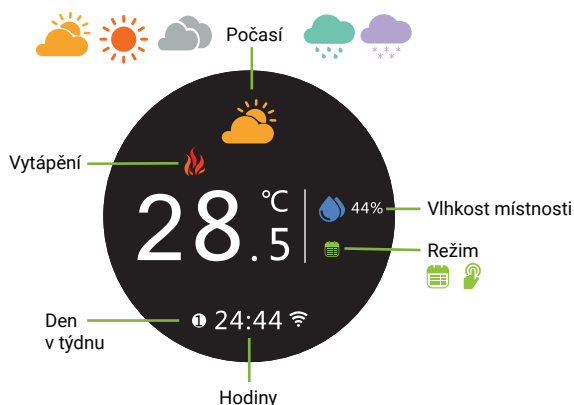 Počasí
Vytápění
28.5 °C
44%
Vlhkost místnosti
Režim
Den
v týdnu
1 24:44
Hodiny